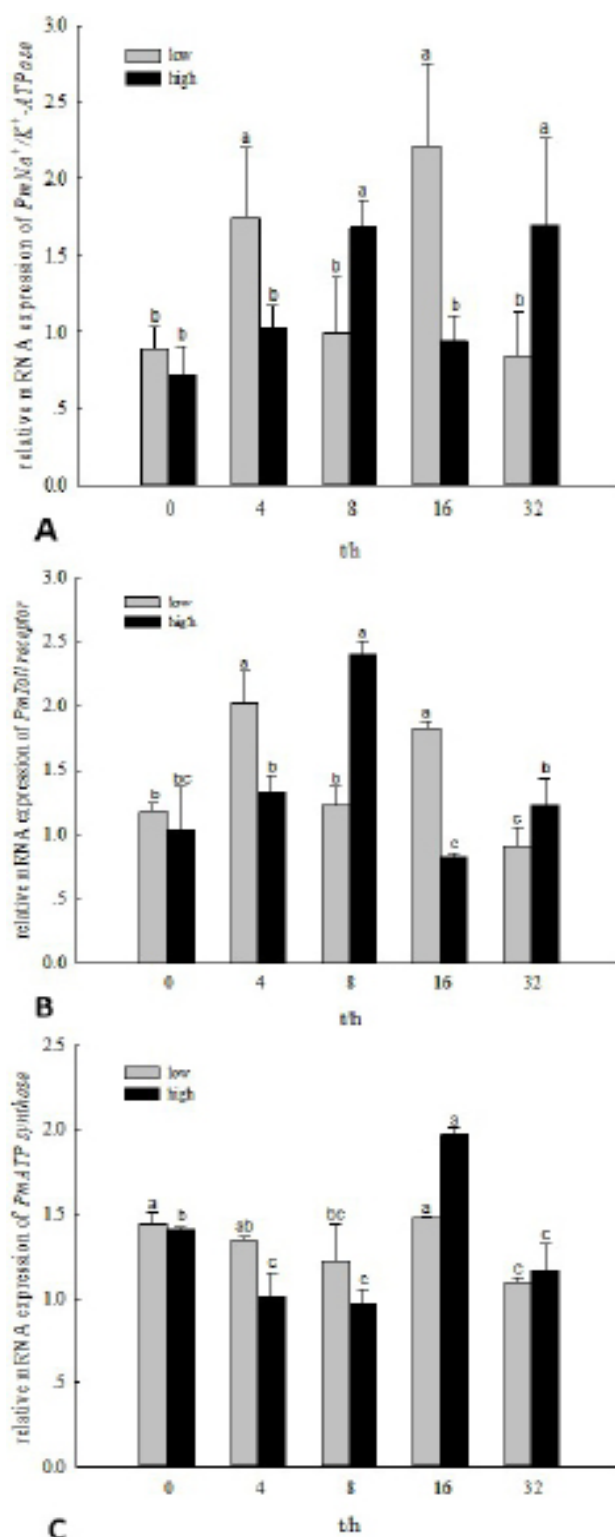 relative mRNA expression of PmNa⁺/K⁺-ATPase
3.0
2.5
2.0
1.5
1.0
.5
0.0
low
high
b
b
a
b
b
a
a
b
b
a
0
4
8
16
32
t/h
A
relative mRNA expression of PmToll receptor
3.0
2.5
2.0
1.5
1.0
.5
0.0
low
high
b
bc
a
b
b
a
a
c
c
b
0
4
8
16
32
t/h
B
relative mRNA expression of PmATP synthase
2.5
2.0
1.5
1.0
.5
0.0
low
high
a
b
ab
c
bc
c
a
a
c
c
0
4
8
16
32
t/h
C